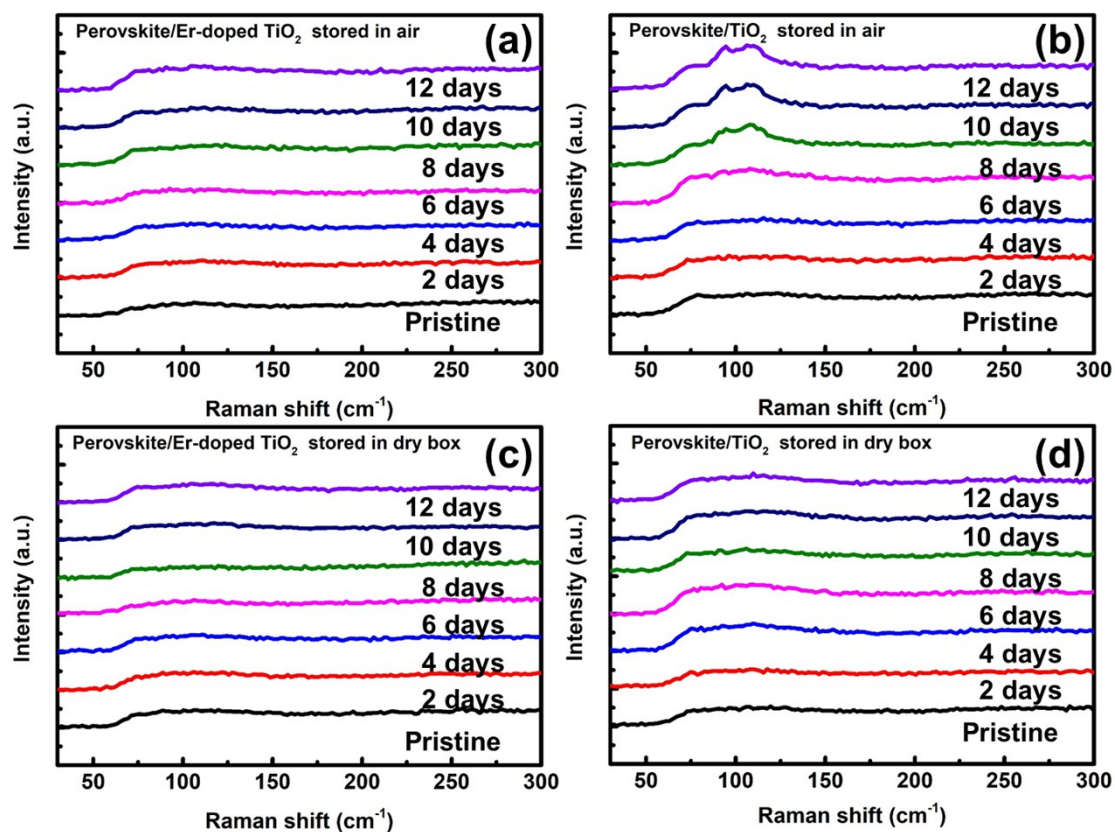 Perovskite/Er-doped TiO₂ stored in air
(a)
12 days
10 days
8 days
6 days
4 days
2 days
Pristine
Intensity (a.u.)
50 100 150 200 250 300
Raman shift (cm⁻¹)
Perovskite/TiO₂ stored in air
(b)
12 days
10 days
8 days
6 days
4 days
2 days
Pristine
Intensity (a.u.)
50 100 150 200 250 300
Raman shift (cm⁻¹)
Perovskite/Er-doped TiO₂ stored in dry box
(c)
12 days
10 days
8 days
6 days
4 days
2 days
Pristine
Intensity (a.u.)
50 100 150 200 250 300
Raman shift (cm⁻¹)
Perovskite/TiO₂ stored in dry box
(d)
12 days
10 days
8 days
6 days
4 days
2 days
Pristine
Intensity (a.u.)
50 100 150 200 250 300
Raman shift (cm⁻¹)